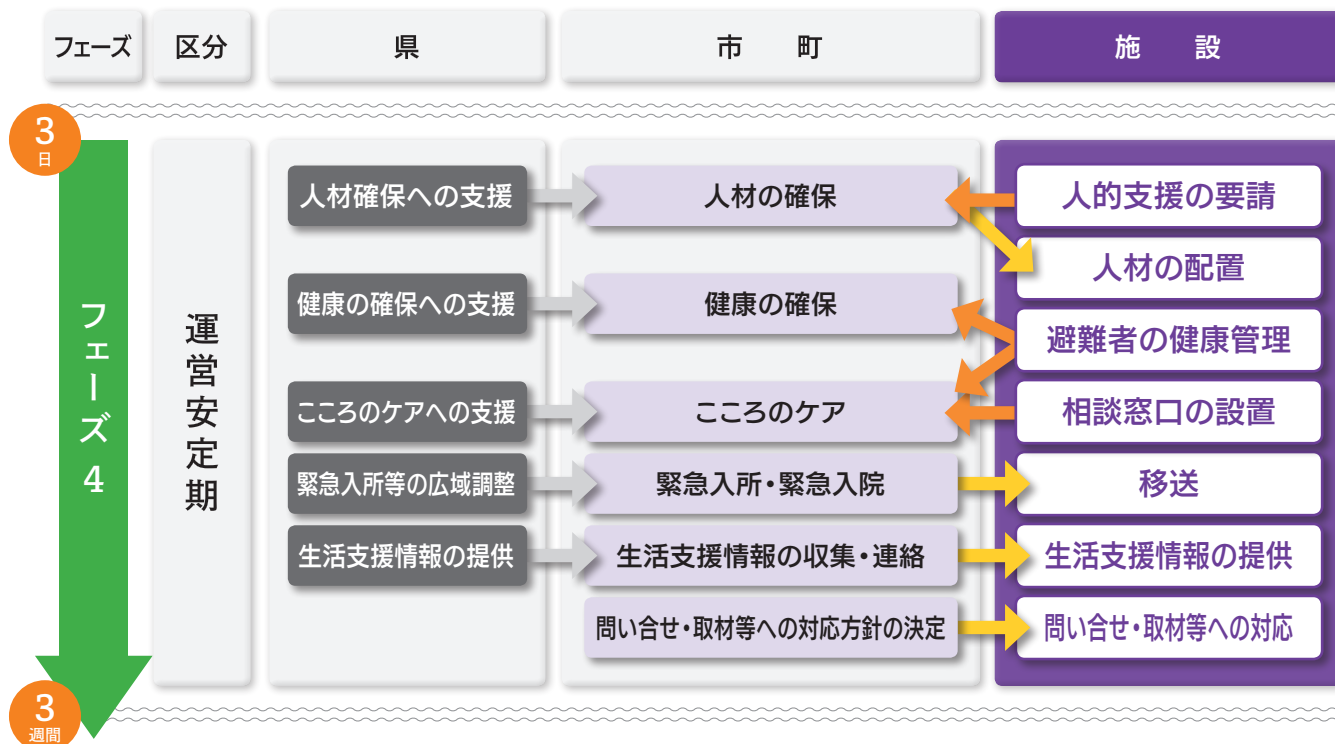 フェーズ
区分
県
市 町
施 設
3
日
フェーズ4
運営安定期
人材確保への支援
人材の確保
人的支援の要請
人材の配置
健康の確保への支援
健康の確保
避難者の健康管理
こころのケアへの支援
こころのケア
相談窓口の設置
緊急入所等の広域調整
緊急入所・緊急入院
移送
生活支援情報の提供
生活支援情報の収集・連絡
生活支援情報の提供
問い合せ・取材等への対応方針の決定
問い合せ・取材等への対応
3
週間